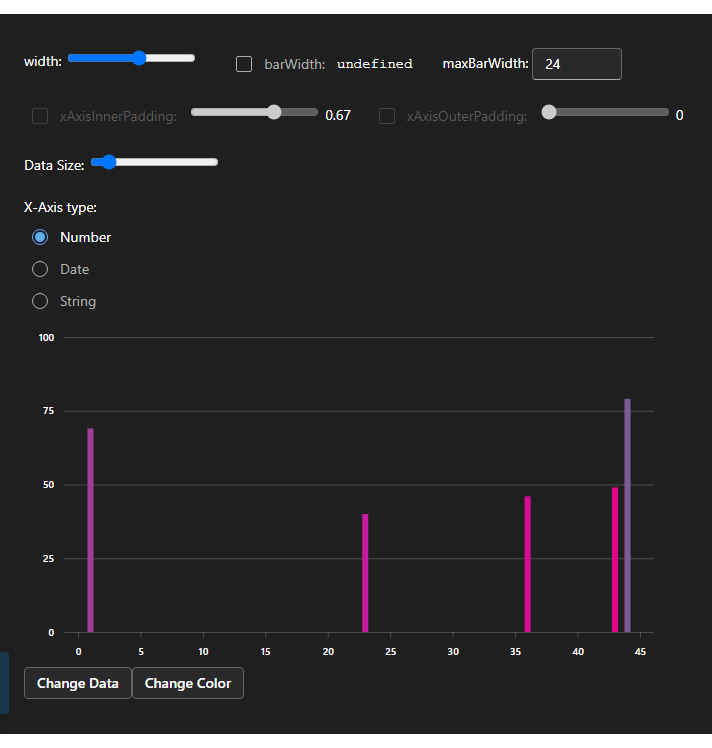 width: barWidth: undefined maxBarWidth: 24
xAxisInnerPadding: 0.67 xAxisOuterPadding: 0
Data Size:
X-Axis type:
Number
Date
String
100
75
50
25
0
0 5 10 15 20 25 30 35 40 45
Change Data Change Color